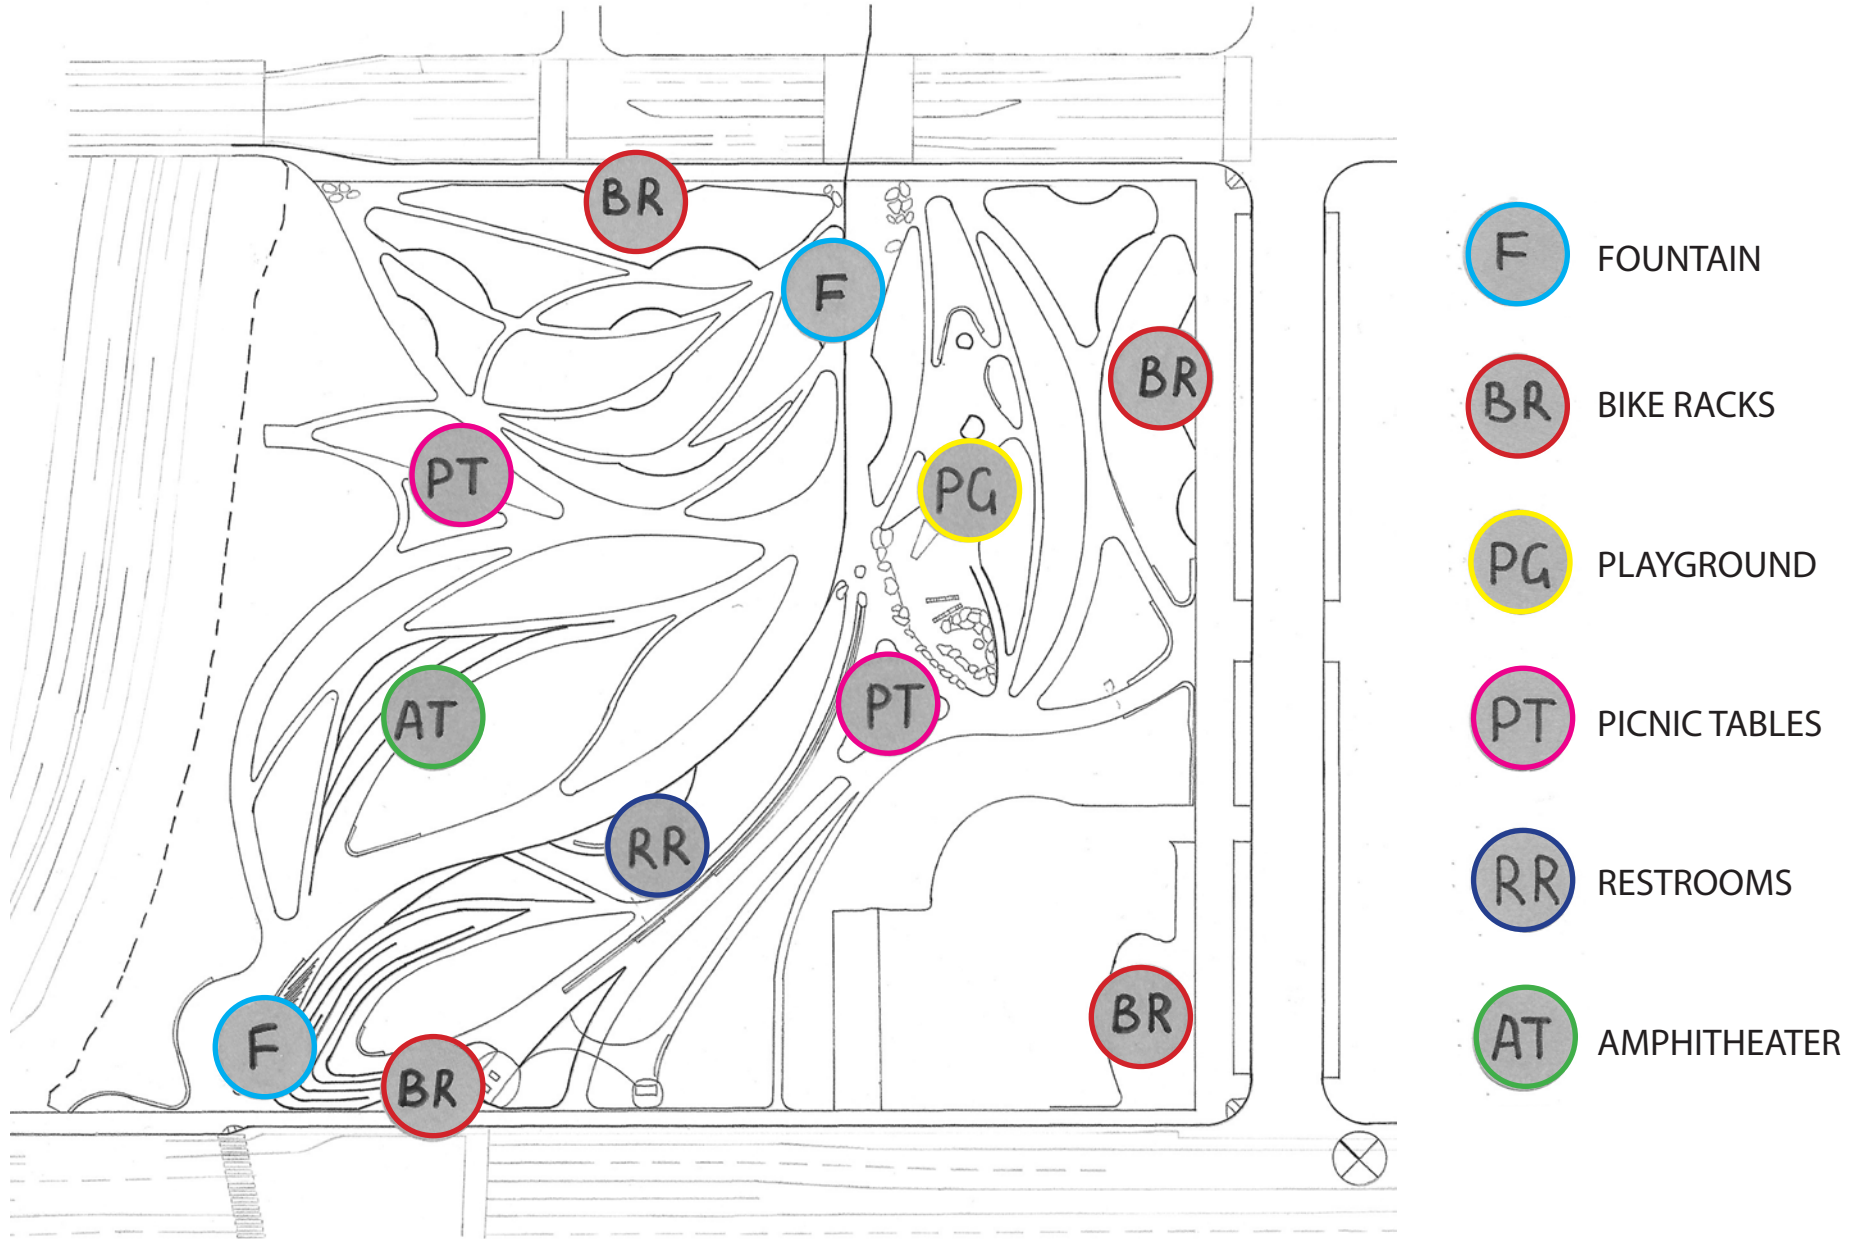 BR
F
BR
PT
PG
PT
AT
RR
BR
F
BR
F FOUNTAIN
BR BIKE RACKS
PG PLAYGROUND
PT PICNIC TABLES
RR RESTROOMS
AT AMPHITHEATER